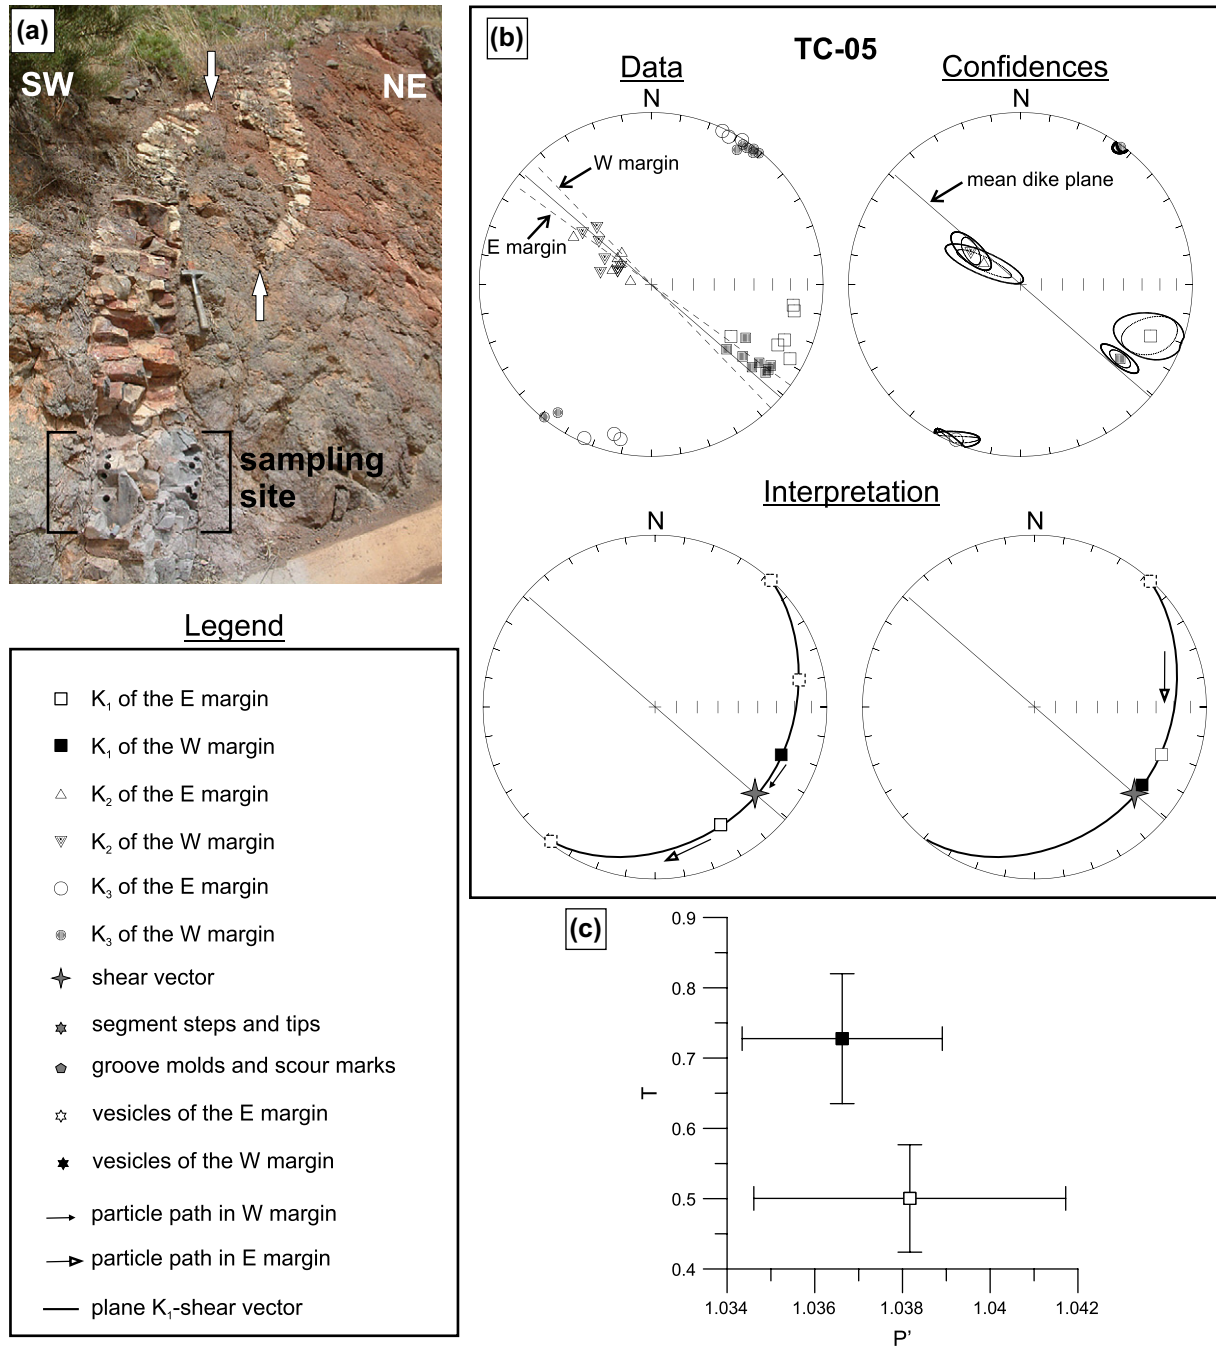 (a)
SW
NE
sampling
site
(b)
TC-05
Data
Confidences
N
N
W margin
E margin
mean dike plane
Interpretation
N
N
Legend
K₁ of the E margin
K₁ of the W margin
K₂ of the E margin
K₂ of the W margin
K₃ of the E margin
K₃ of the W margin
shear vector
segment steps and tips
groove molds and scour marks
vesicles of the E margin
vesicles of the W margin
particle path in W margin
particle path in E margin
plane K₁-shear vector
(c)
0.9
0.8
0.7
0.6
0.5
0.4
T
1.034
1.036
1.038
1.04
1.042
P'